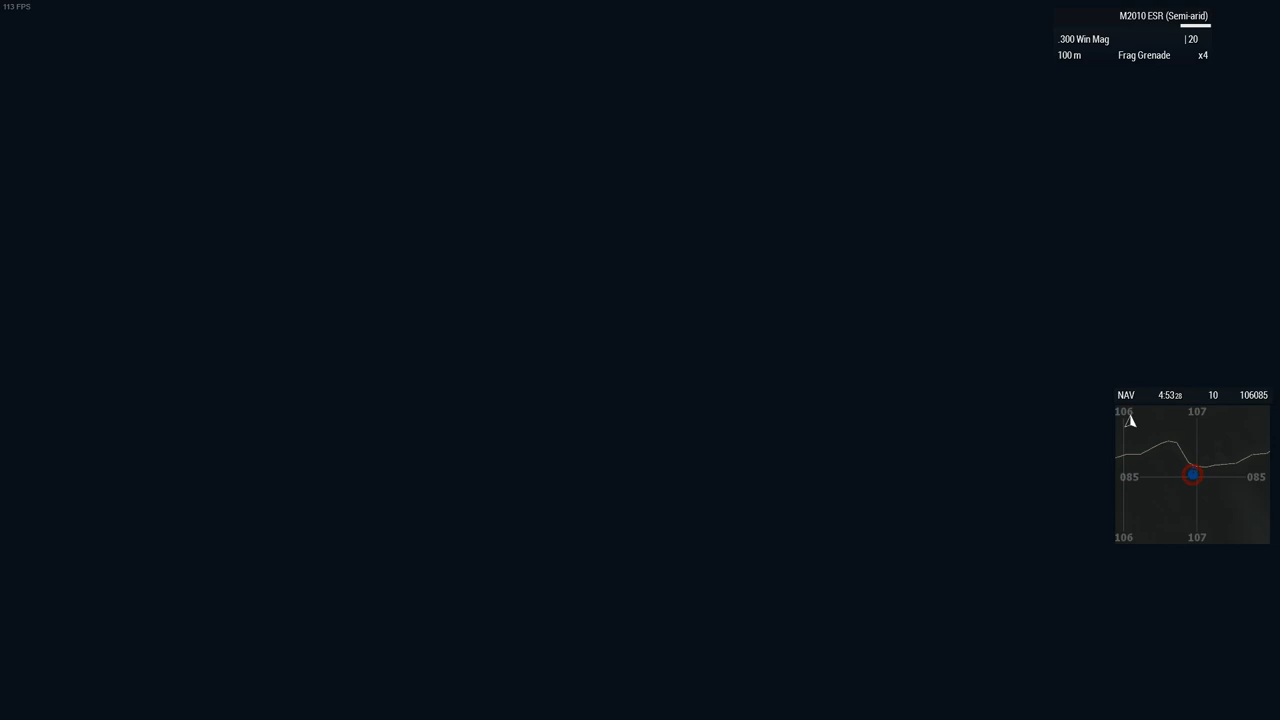 113 FPS
M2010 ESR (Semi-arid)
.300 Win Mag | 20
100 m Frag Grenade x4
NAV 4:53:28 10 106085
106 107
085 085
106 107